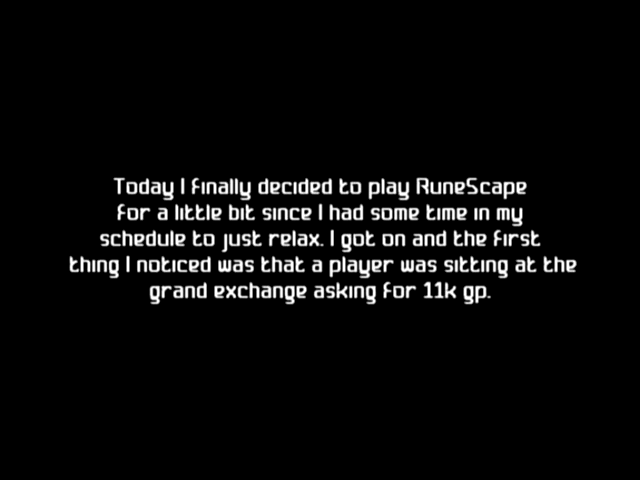 Today I finally decided to play RuneScape
for a little bit since I had some time in my
schedule to just relax. I got on and the first
thing I noticed was that a player was sitting at the
grand exchange asking for 11k gp.